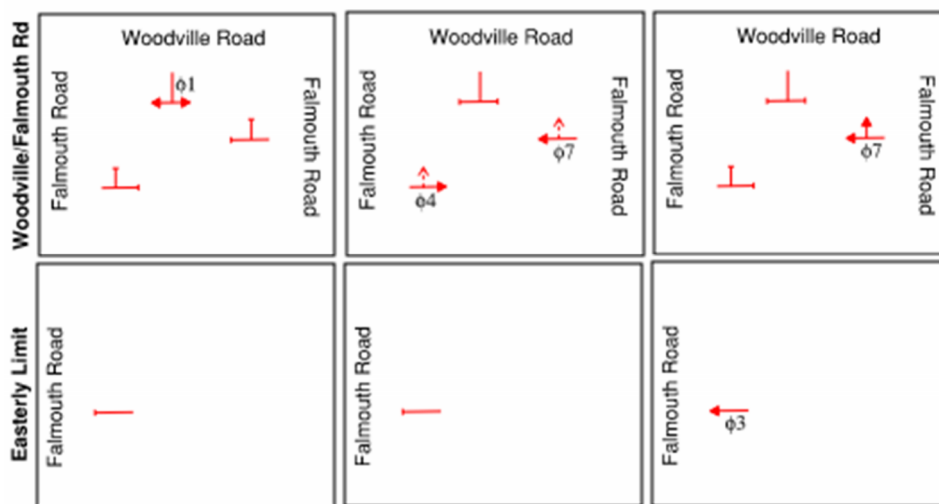 Woodville/Falmouth Rd
Woodville Road
Falmouth Road
ϕ1
Falmouth Road
Woodville Road
Falmouth Road
ϕ7
ϕ4
Falmouth Road
Woodville Road
Falmouth Road
ϕ7
Falmouth Road
Easterly Limit
Falmouth Road
Falmouth Road
Falmouth Road
ϕ3